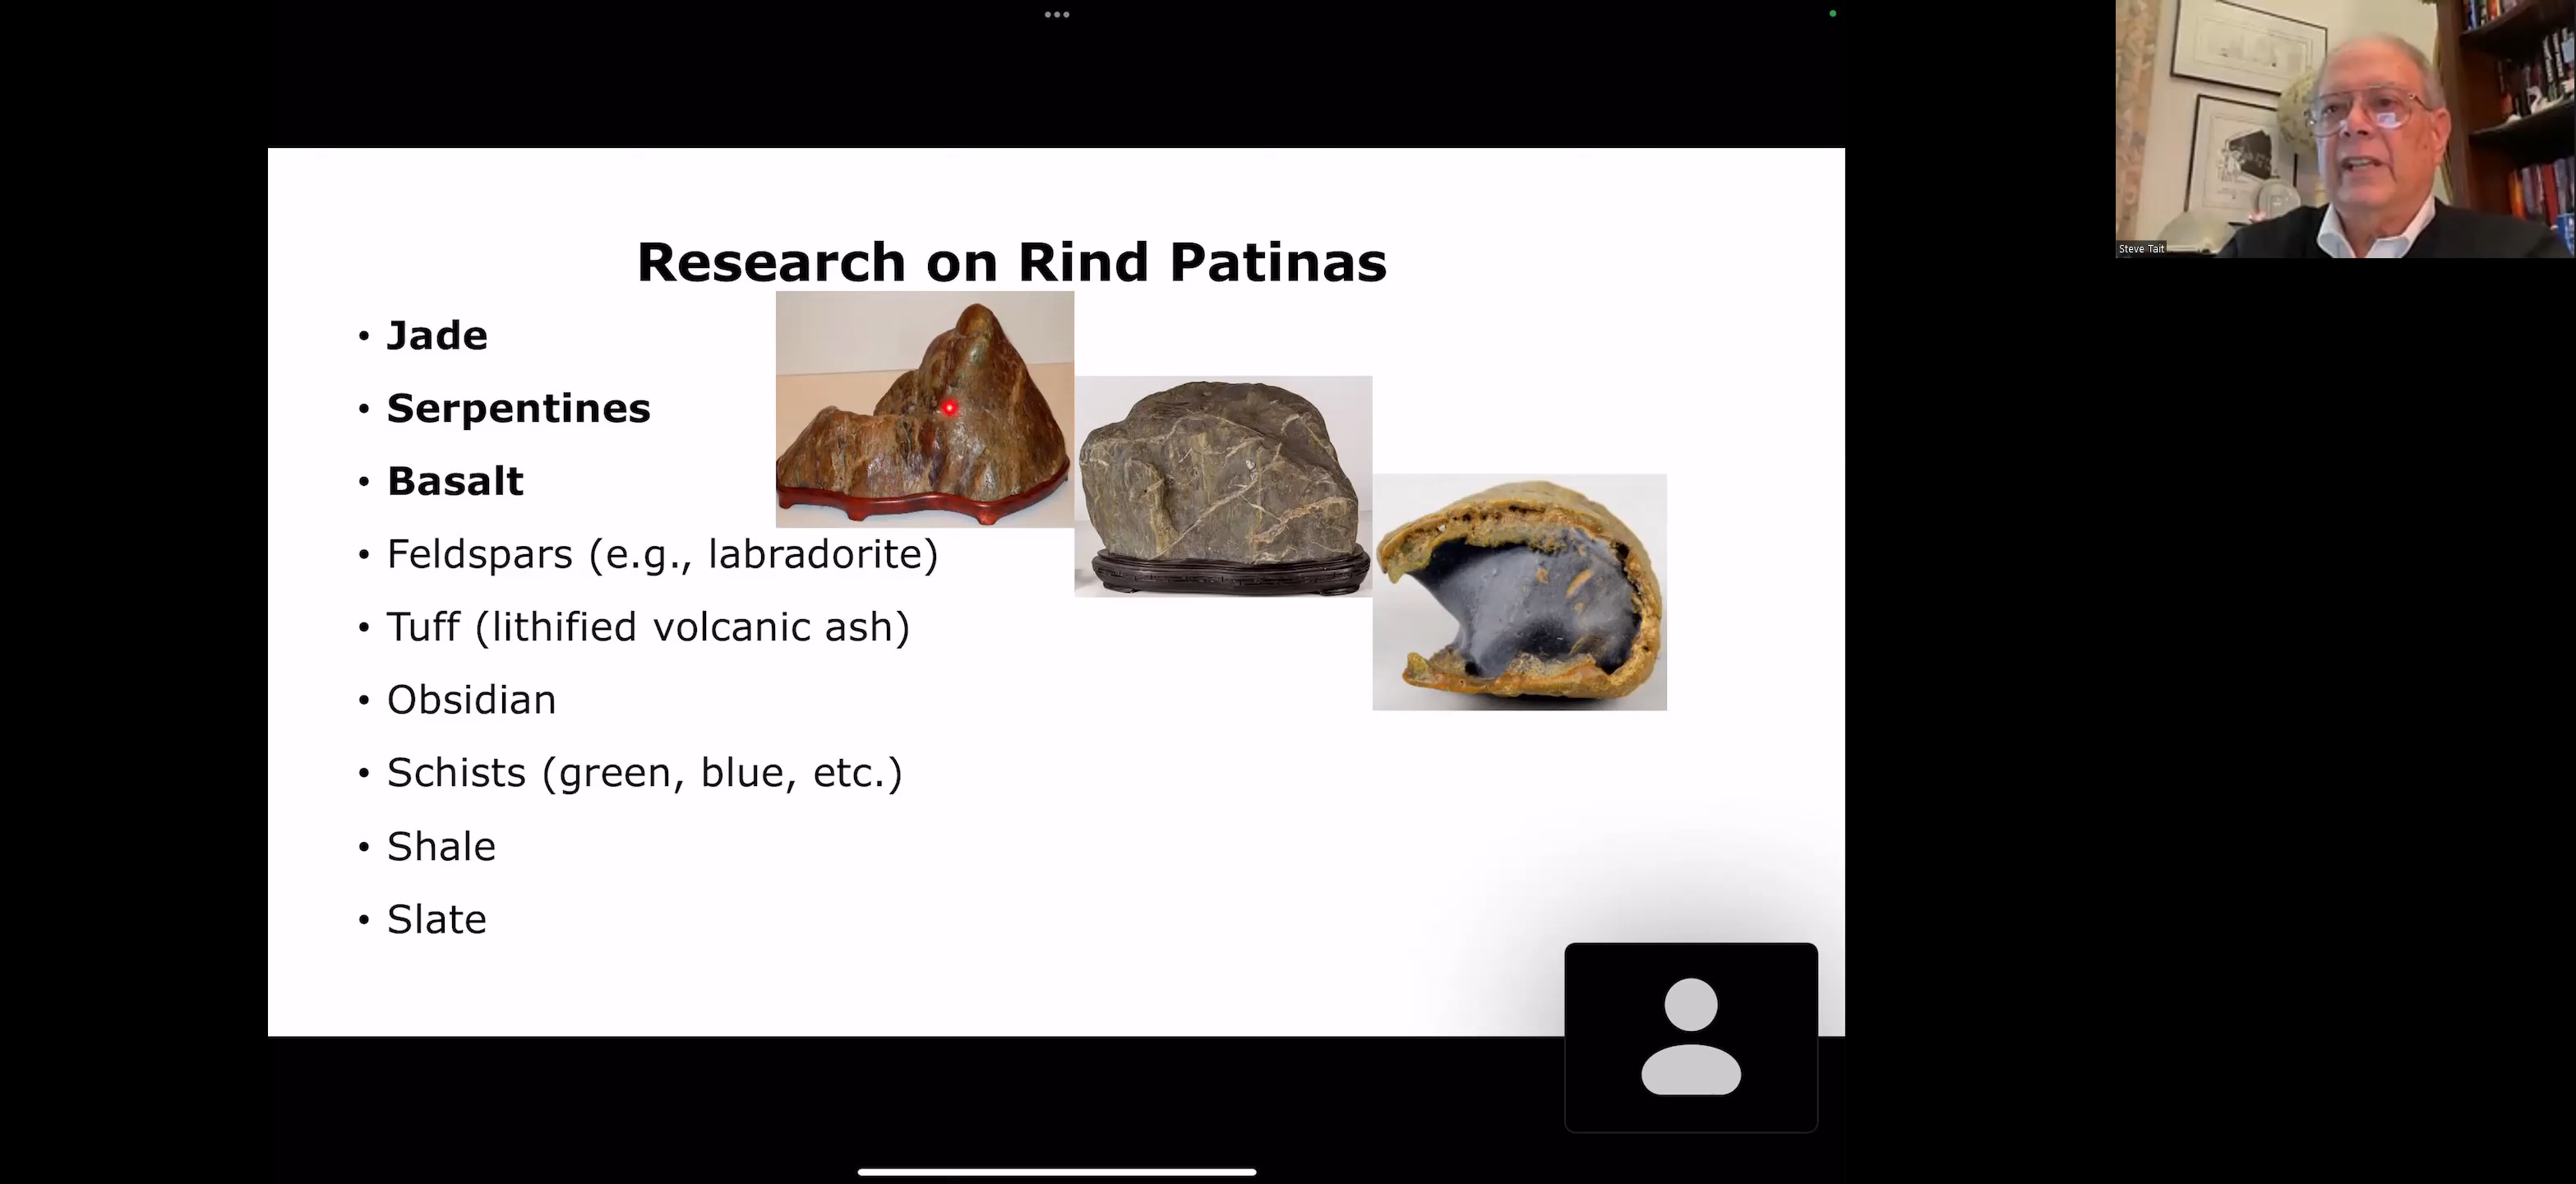 Research on Rind Patinas
• Jade
• Serpentines
• Basalt
• Feldspars (e.g., labradorite)
• Tuff (lithified volcanic ash)
• Obsidian
• Schists (green, blue, etc.)
• Shale
• Slate
Steve Tait